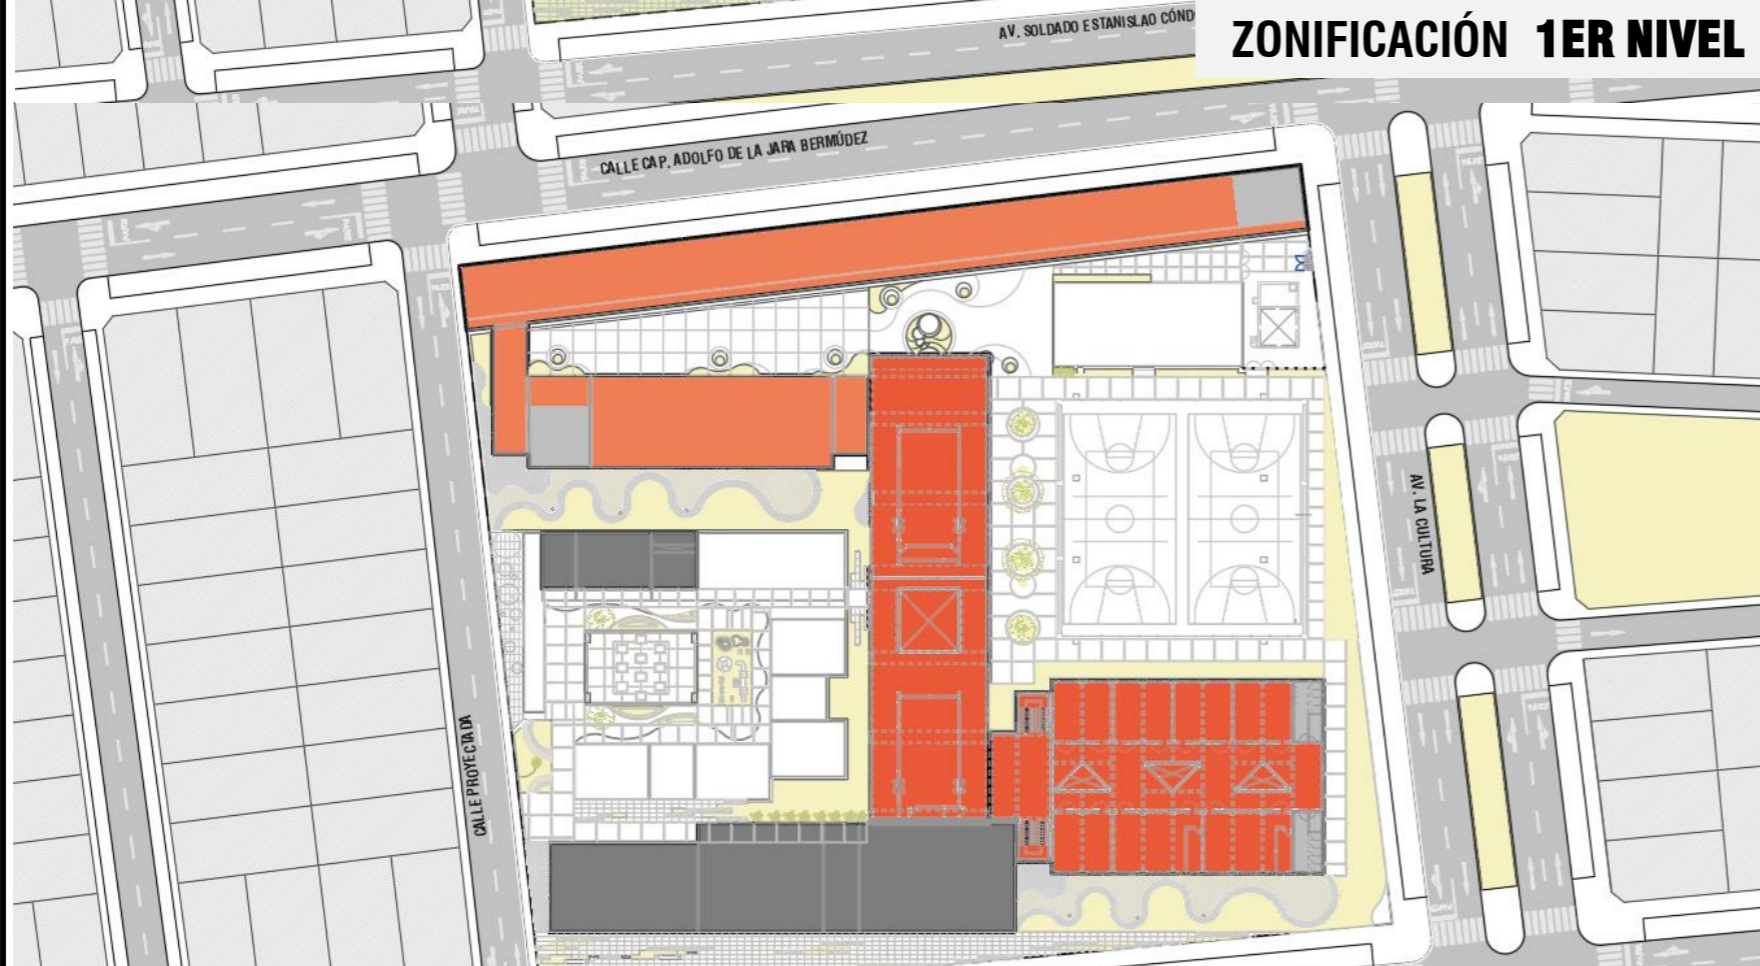 AV. SOLDADO ESTANISLAO CÓND
ZONIFICACIÓN 1ER NIVEL
CALLE CAP. ADOLFO DE LA JARA BERMÚDEZ
AV. LA CULTURA
CALLE PROYECTADA